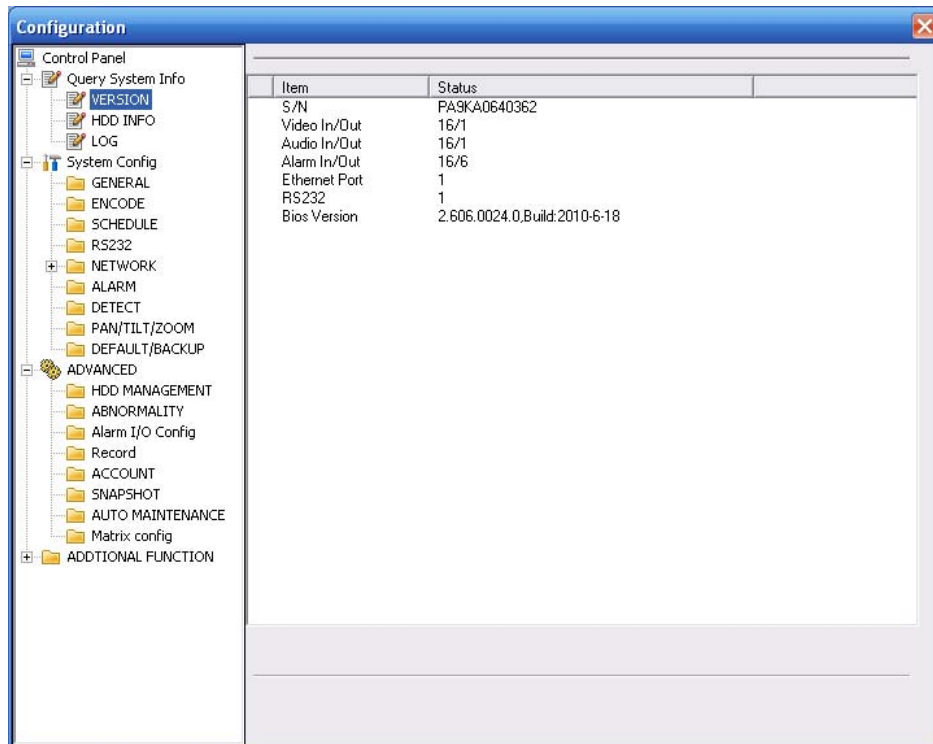 Configuration
Control Panel
Query System Info
VERSION
HDD INFO
LOG
System Config
GENERAL
ENCODE
SCHEDULE
RS232
NETWORK
ALARM
DETECT
PAN/TILT/ZOOM
DEFAULT/BACKUP
ADVANCED
HDD MANAGEMENT
ABNORMALITY
Alarm I/O Config
Record
ACCOUNT
SNAPSHOT
AUTO MAINTENANCE
Matrix config
ADDTIONAL FUNCTION
Item Status
S/N PA9KA0640362
Video In/Out 16/1
Audio In/Out 16/1
Alarm In/Out 16/6
Ethernet Port 1
RS232 1
Bios Version 2.606.0024.0,Build:2010-6-18